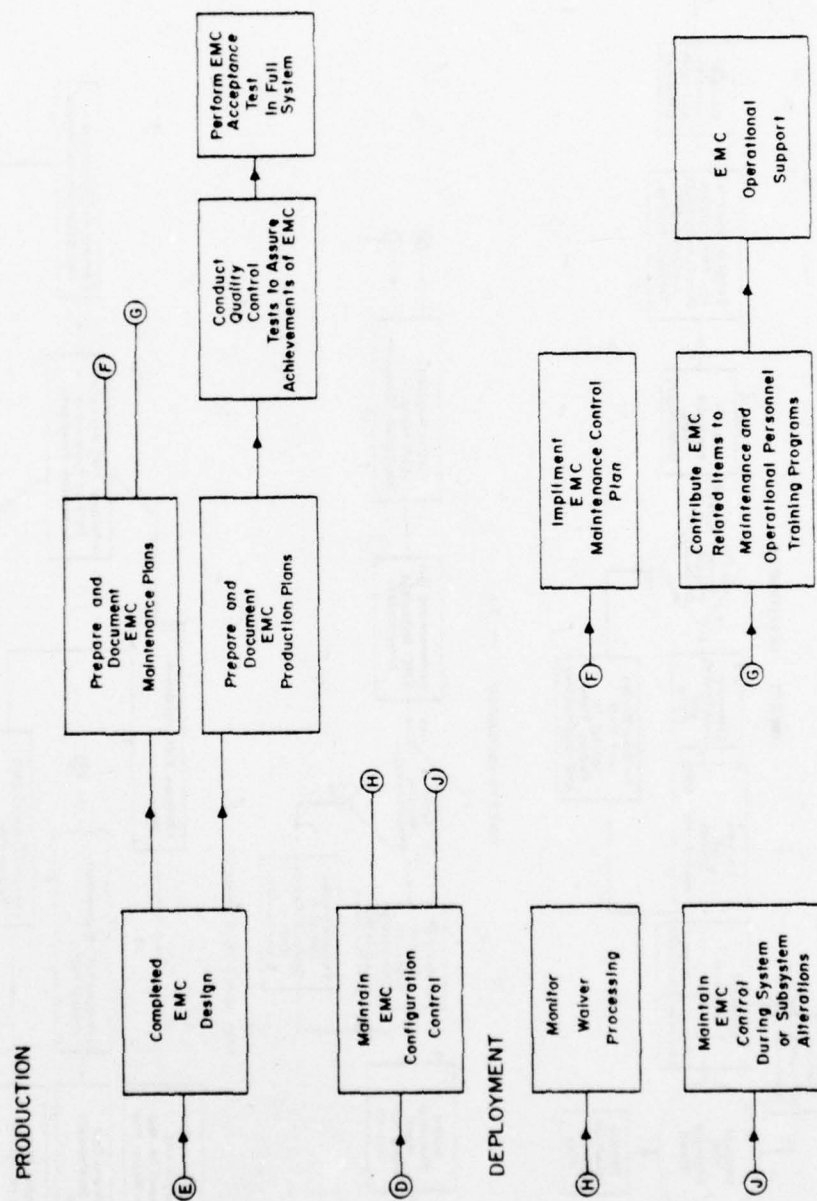 PRODUCTION
E
Completed
EMC
Design
Prepare and
Document
EMC
Maintenance Plans
F
G
Prepare and
Document
EMC
Production Plans
Conduct
Quality
Control
Tests to Assure
Achievements of EMC
Perform EMC
Acceptance
Test
In Full
System
D
Maintain
EMC
Configuration
Control
H
J
DEPLOYMENT
H
Monitor
Waiver
Processing
F
Impliment
EMC
Maintenance Control
Plan
J
Maintain
EMC
Control
During System
or Subsystem
Alterations
G
Contribute EMC
Related Items to
Maintenance and
Operational Personnel
Training Programs
EMC
Operational
Support